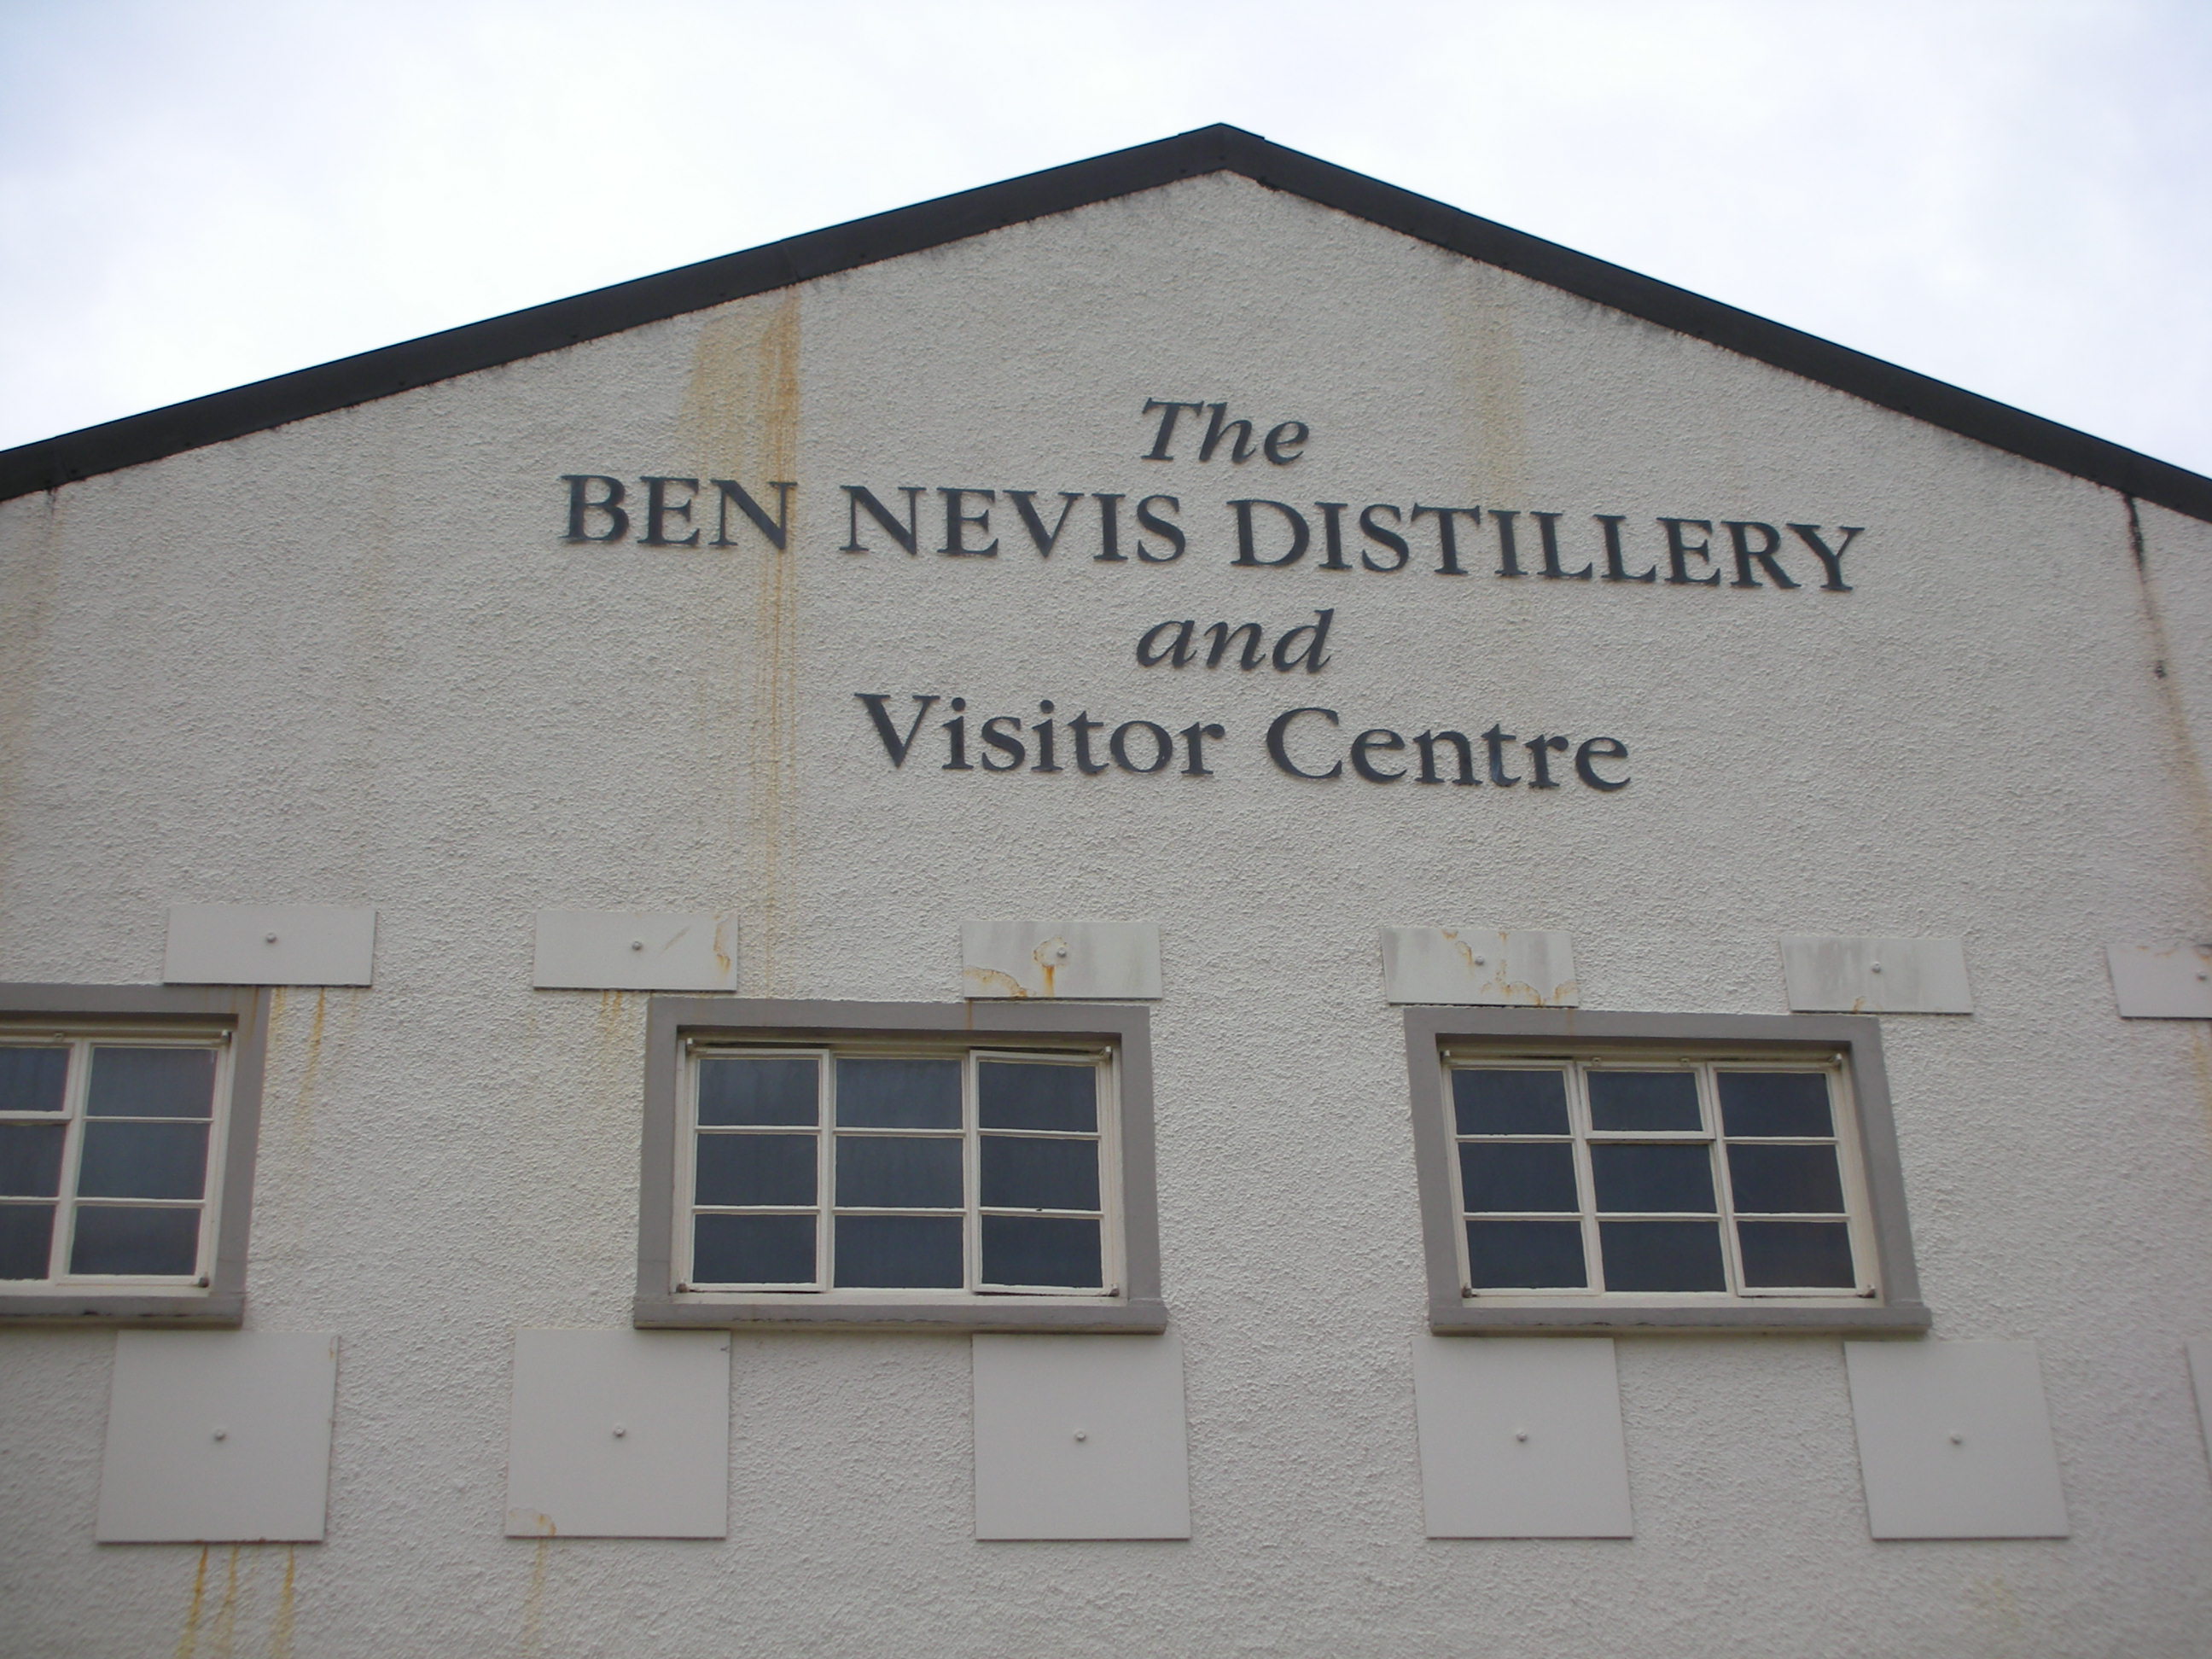 The
BEN NEVIS DISTILLERY
and
Visitor Centre